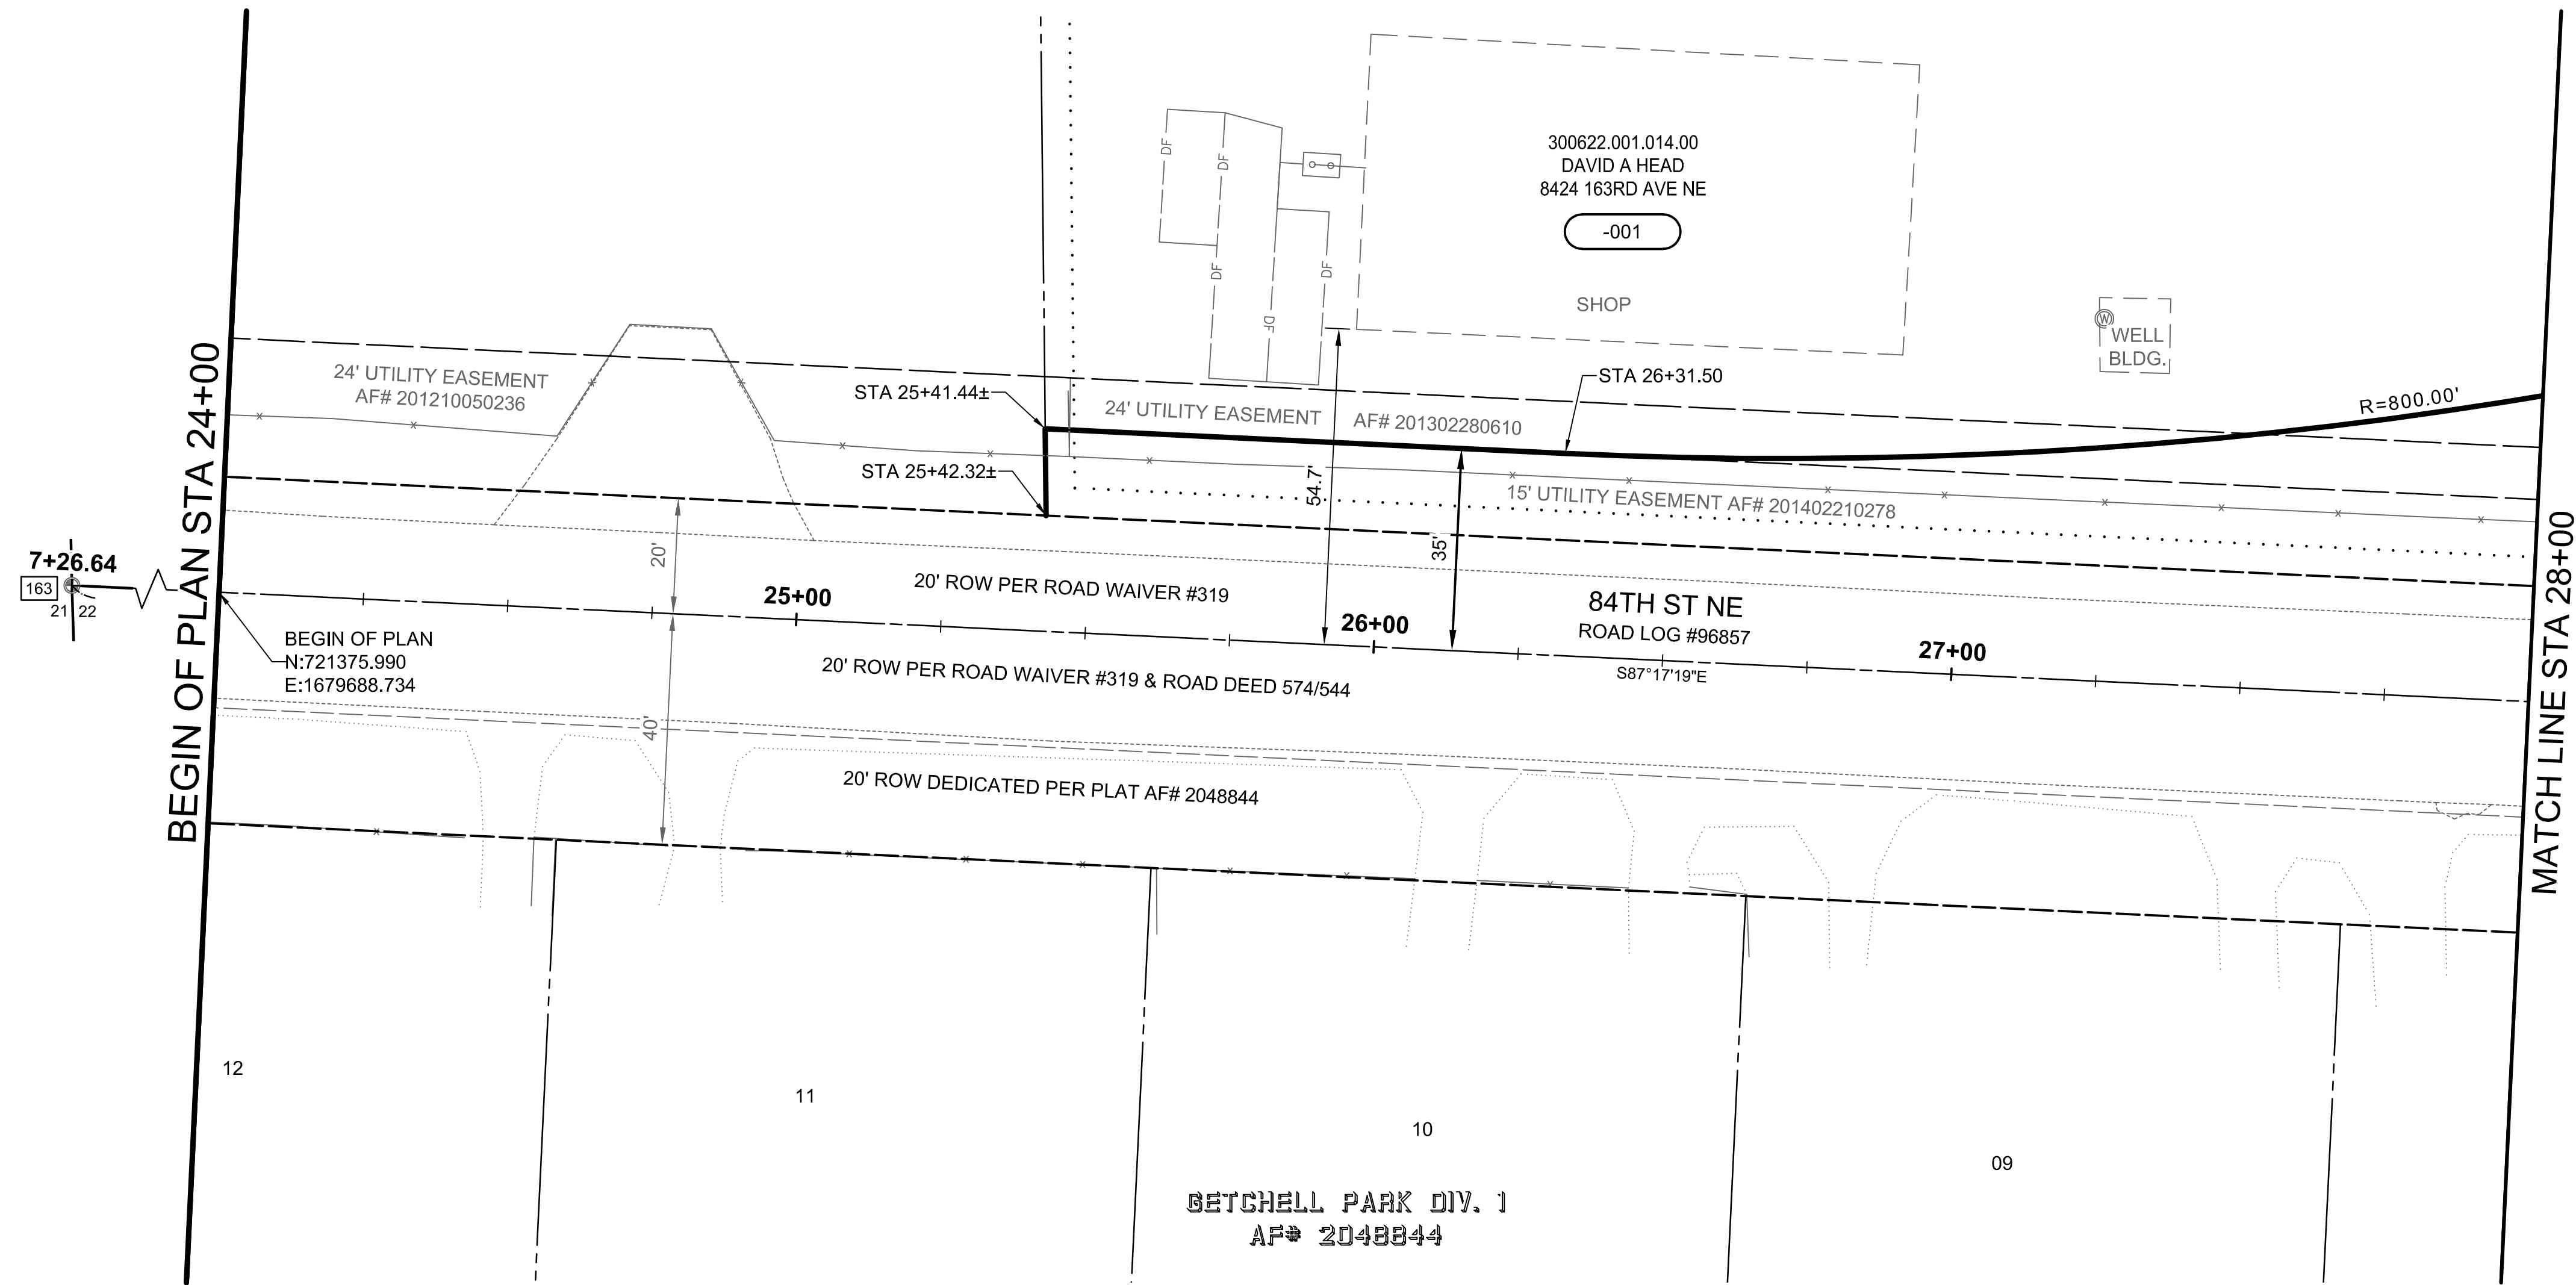 300622.001.014.00
DAVID A HEAD
8424 163RD AVE NE
-001
SHOP
WELL
BLDG.
DF
DF
DF
DF
DF
W
BEGIN OF PLAN STA 24+00
24' UTILITY EASEMENT
AF# 201210050236
STA 25+41.44±
STA 25+42.32±
24' UTILITY EASEMENT AF# 201302280610
STA 26+31.50
R=800.00'
54.7'
35'
15' UTILITY EASEMENT AF# 201402210278
7+26.64
163
21 22
BEGIN OF PLAN
N:721375.990
E:1679688.734
20'
40'
20' ROW PER ROAD WAIVER #319
25+00
26+00
27+00
84TH ST NE
ROAD LOG #96857
S87°17'19"E
20' ROW PER ROAD WAIVER #319 & ROAD DEED 574/544
20' ROW DEDICATED PER PLAT AF# 2048844
MATCH LINE STA 28+00
12
11
10
09
GETCHELL PARK DIV. 1
AF# 2048844